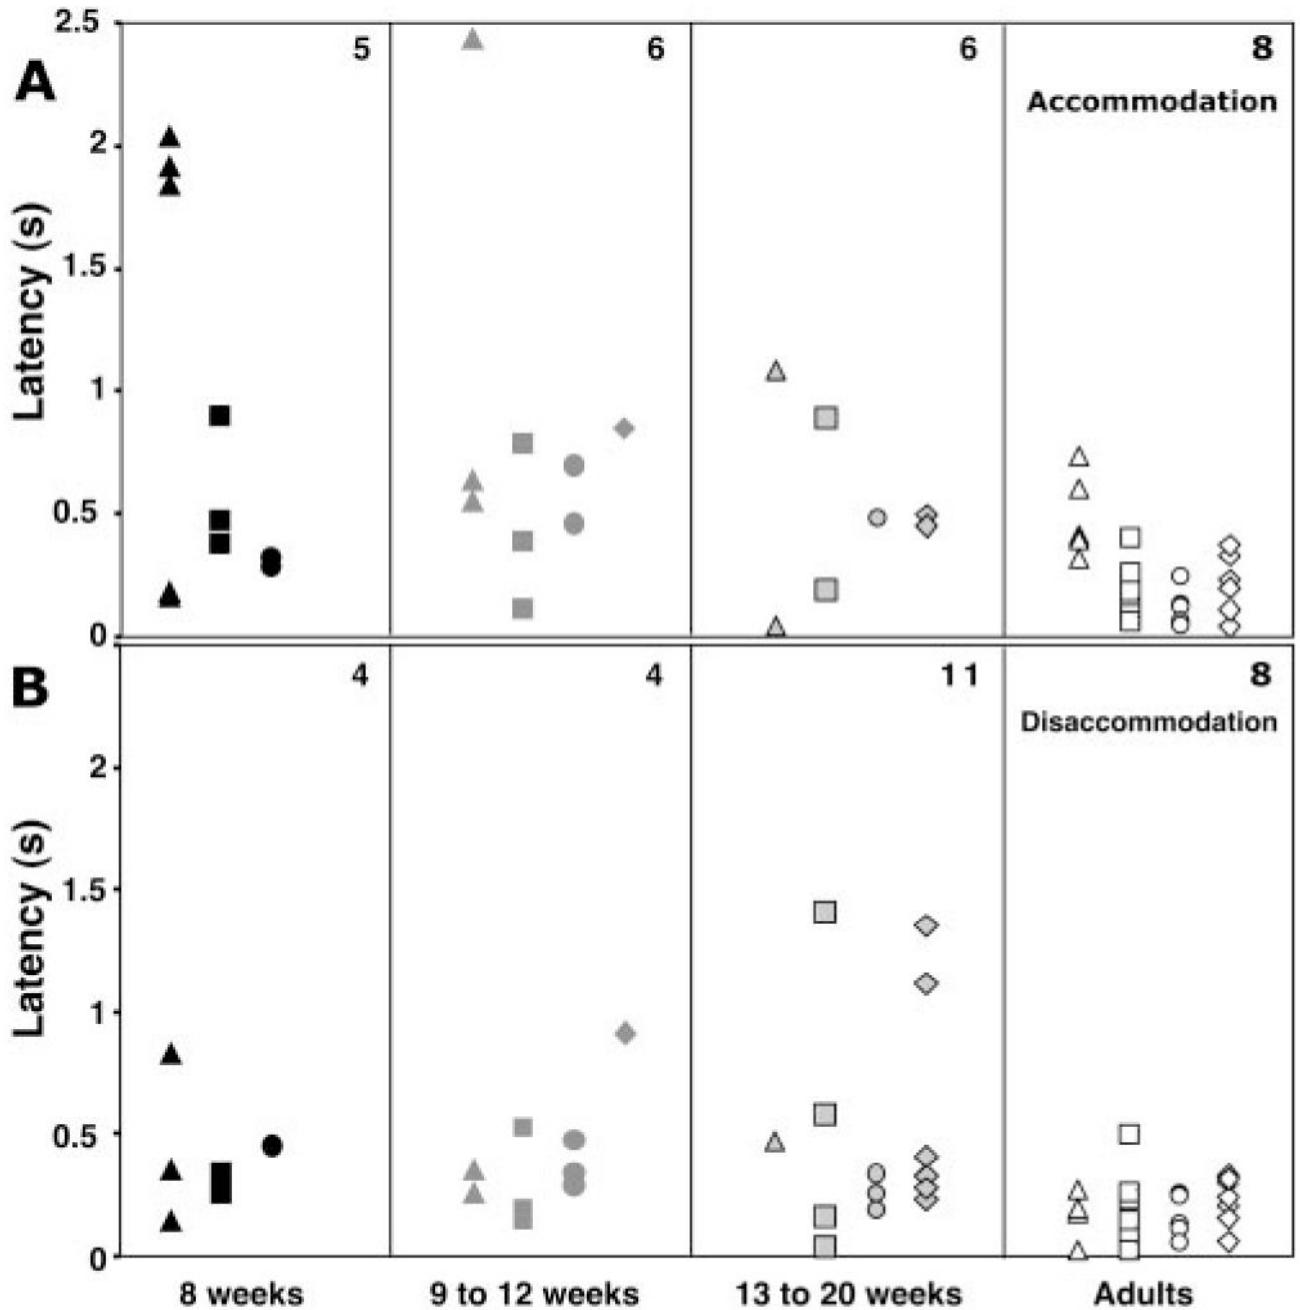 2.5
5
6
6
8
A
Accommodation
2
Latency (s)
1.5
1
0.5
0
B
4
4
11
8
Disaccommodation
2
Latency (s)
1.5
1
0.5
0
8 weeks
9 to 12 weeks
13 to 20 weeks
Adults